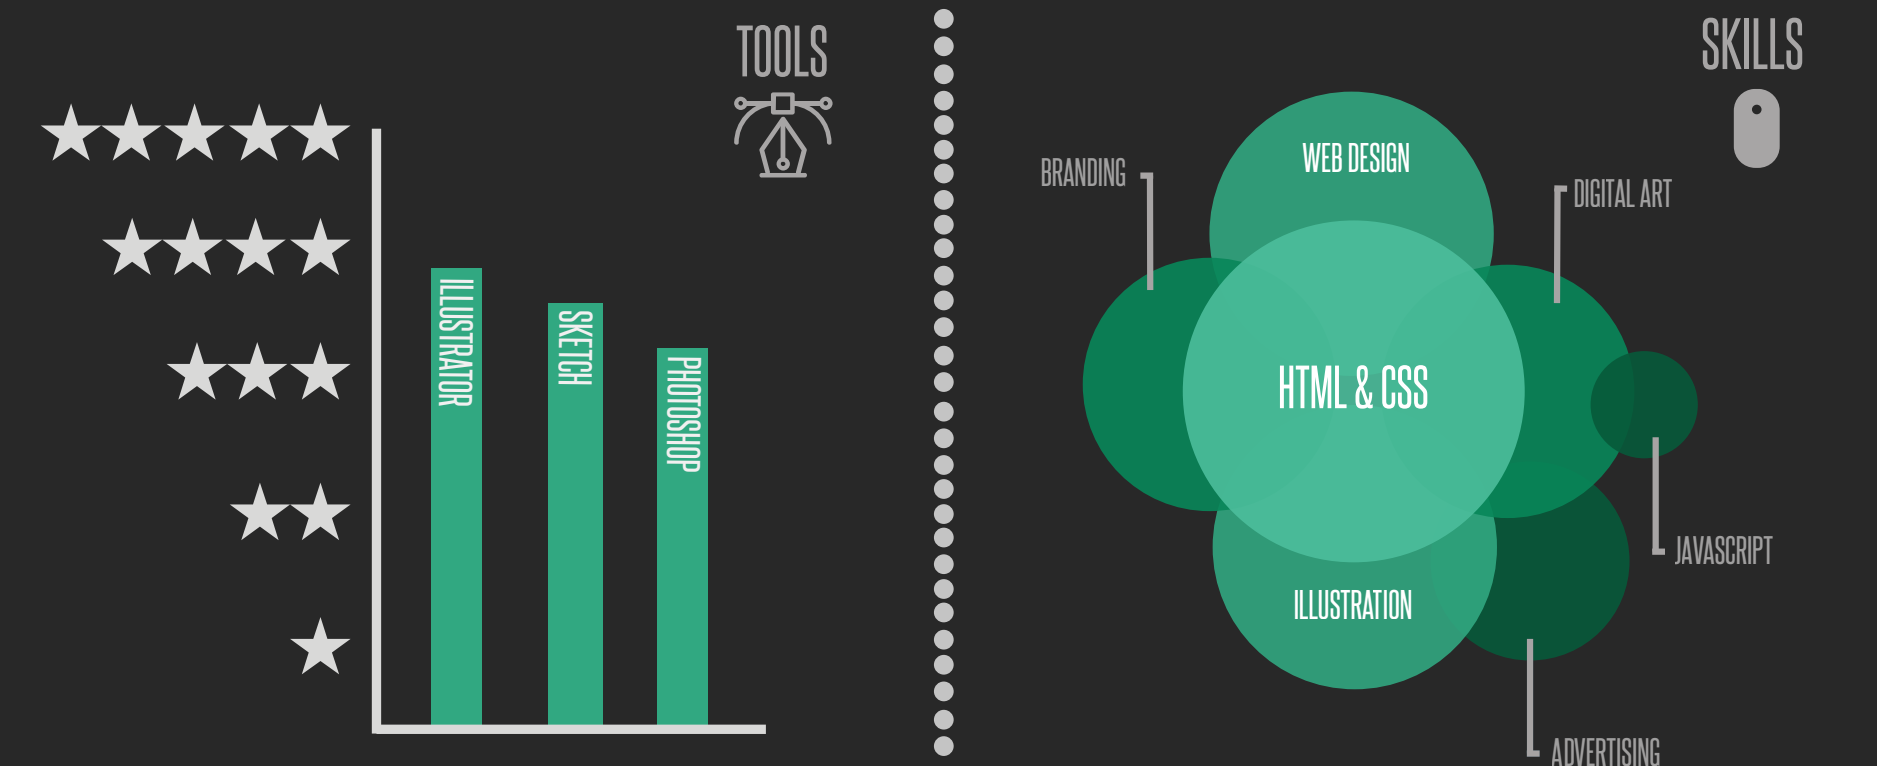 TOOLS
ILLUSTRATOR
SKETCH
PHOTOSHOP
SKILLS
WEB DESIGN
BRANDING
DIGITAL ART
HTML & CSS
JAVASCRIPT
ILLUSTRATION
ADVERTISING